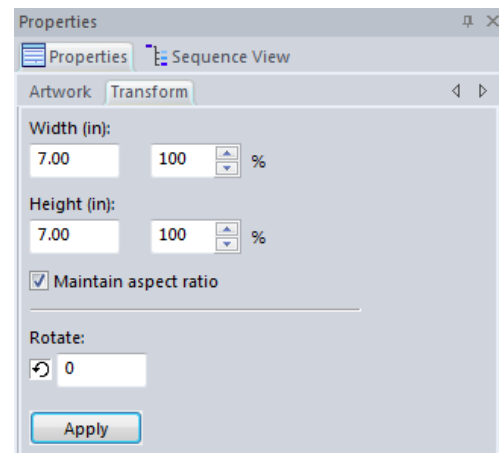 Properties
Properties Sequence View
Artwork Transform
Width (in):
7.00 100 %
Height (in):
7.00 100 %
Maintain aspect ratio
Rotate:
0
Apply